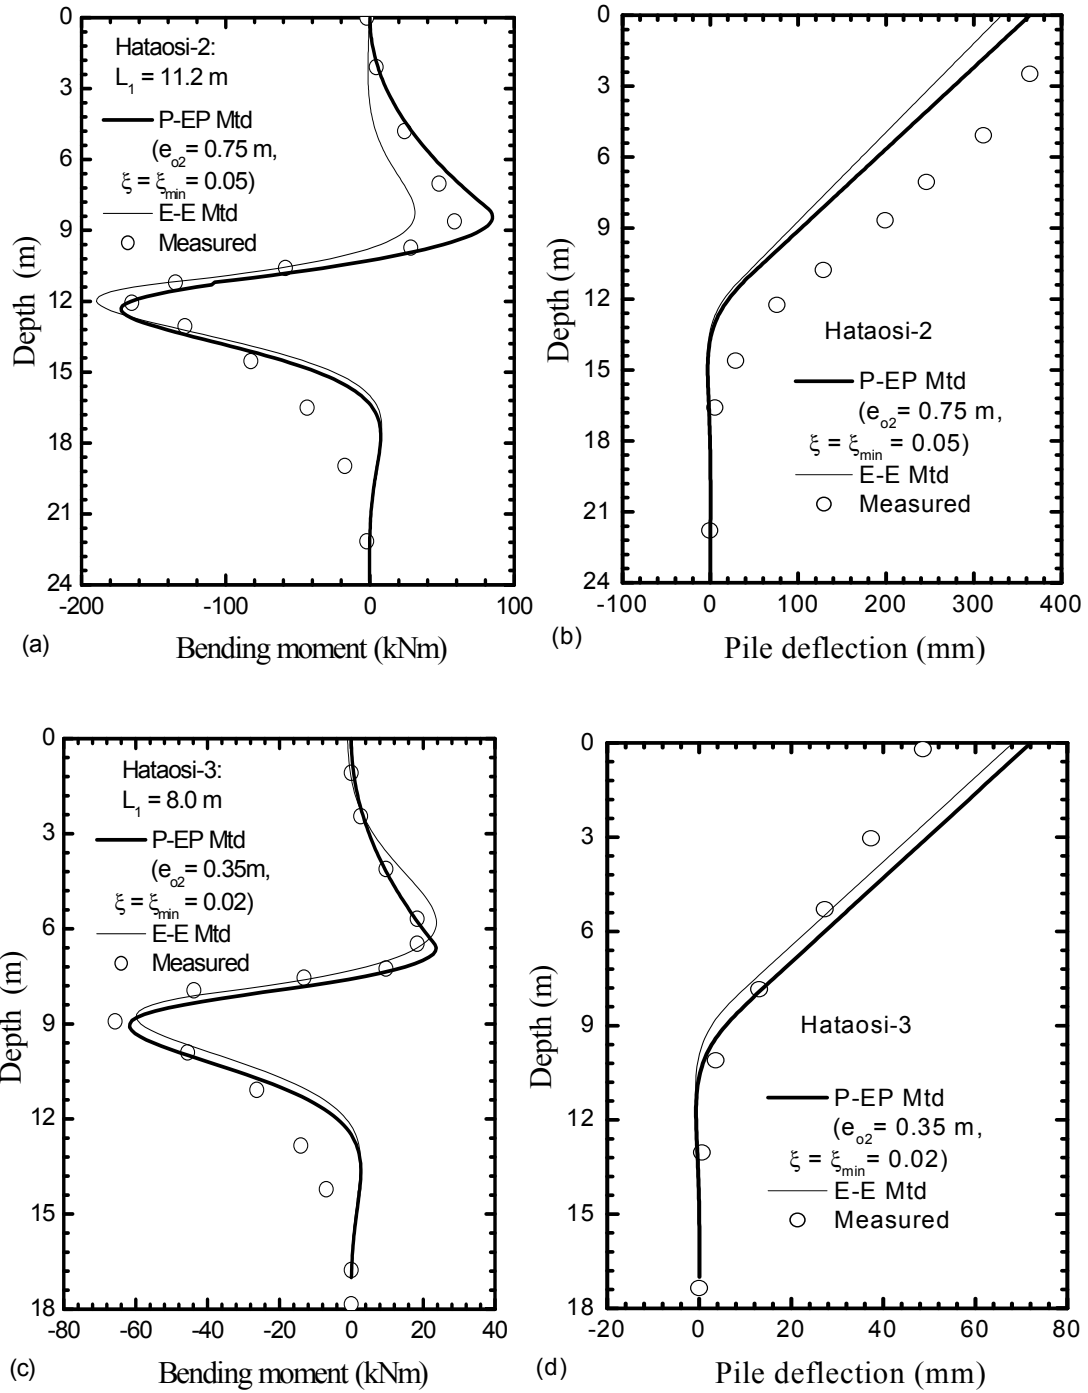 0
3
6
9
12
15
18
21
24
Depth (m)
Hataosi-2:
L1 = 11.2 m
P-EP Mtd
(eo2= 0.75 m,
ξ = ξmin = 0.05)
E-E Mtd
Measured
-200 -100 0 100
(a) Bending moment (kNm)
0
3
6
9
12
15
18
21
24
Depth (m)
Hataosi-2
P-EP Mtd
(eo2= 0.75 m,
ξ = ξmin = 0.05)
E-E Mtd
Measured
-100 0 100 200 300 400
(b) Pile deflection (mm)
0
3
6
9
12
15
18
Depth (m)
Hataosi-3:
L1 = 8.0 m
P-EP Mtd
(eo2= 0.35m,
ξ = ξmin = 0.02)
E-E Mtd
Measured
-80 -60 -40 -20 0 20 40
(c) Bending moment (kNm)
0
3
6
9
12
15
18
Depth (m)
Hataosi-3
P-EP Mtd
(eo2= 0.35 m,
ξ = ξmin = 0.02)
E-E Mtd
Measured
-20 0 20 40 60 80
(d) Pile deflection (mm)